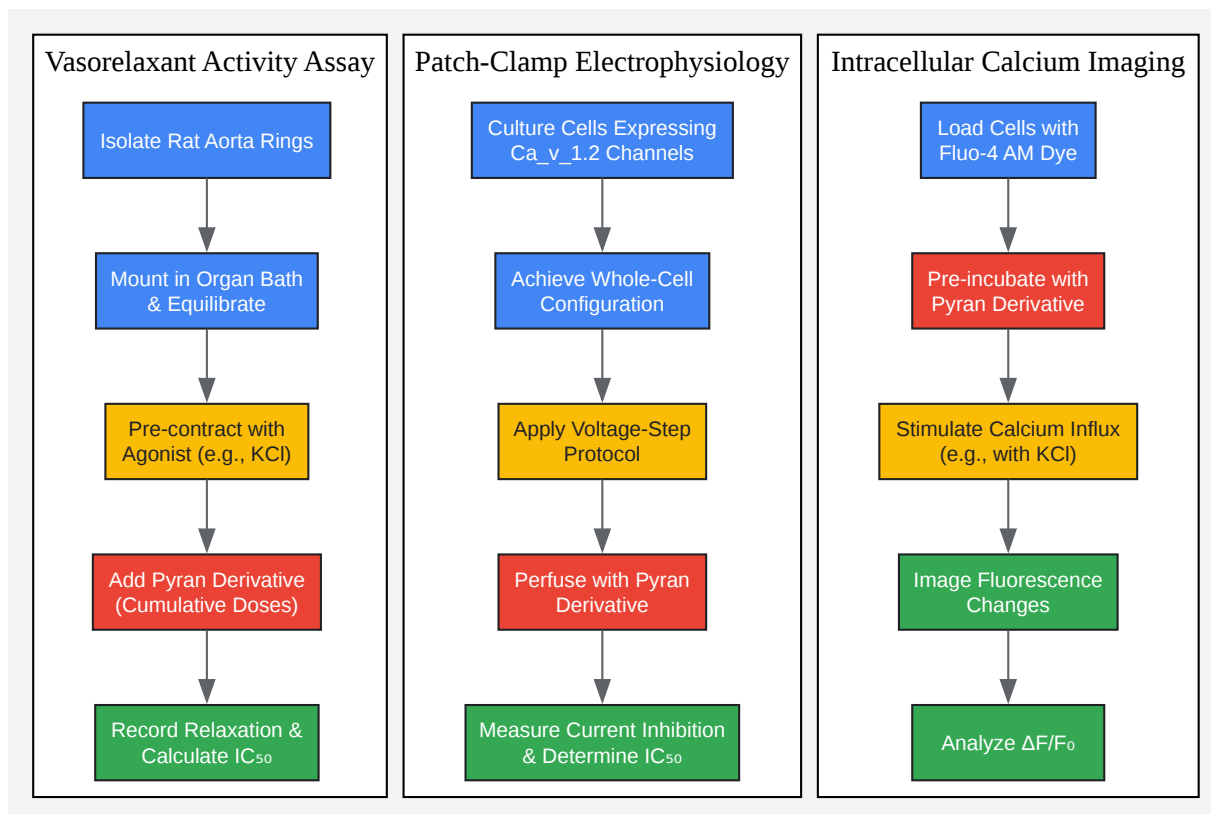 Vasorelaxant Activity Assay
Isolate Rat Aorta Rings
Mount in Organ Bath
& Equilibrate
Pre-contract with
Agonist (e.g., KCl)
Add Pyran Derivative
(Cumulative Doses)
Record Relaxation &
Calculate IC₅₀
Patch-Clamp Electrophysiology
Culture Cells Expressing
Ca_v_1.2 Channels
Achieve Whole-Cell
Configuration
Apply Voltage-Step
Protocol
Perfuse with Pyran
Derivative
Measure Current Inhibition
& Determine IC₅₀
Intracellular Calcium Imaging
Load Cells with
Fluo-4 AM Dye
Pre-incubate with
Pyran Derivative
Stimulate Calcium Influx
(e.g., with KCl)
Image Fluorescence
Changes
Analyze ΔF/F₀